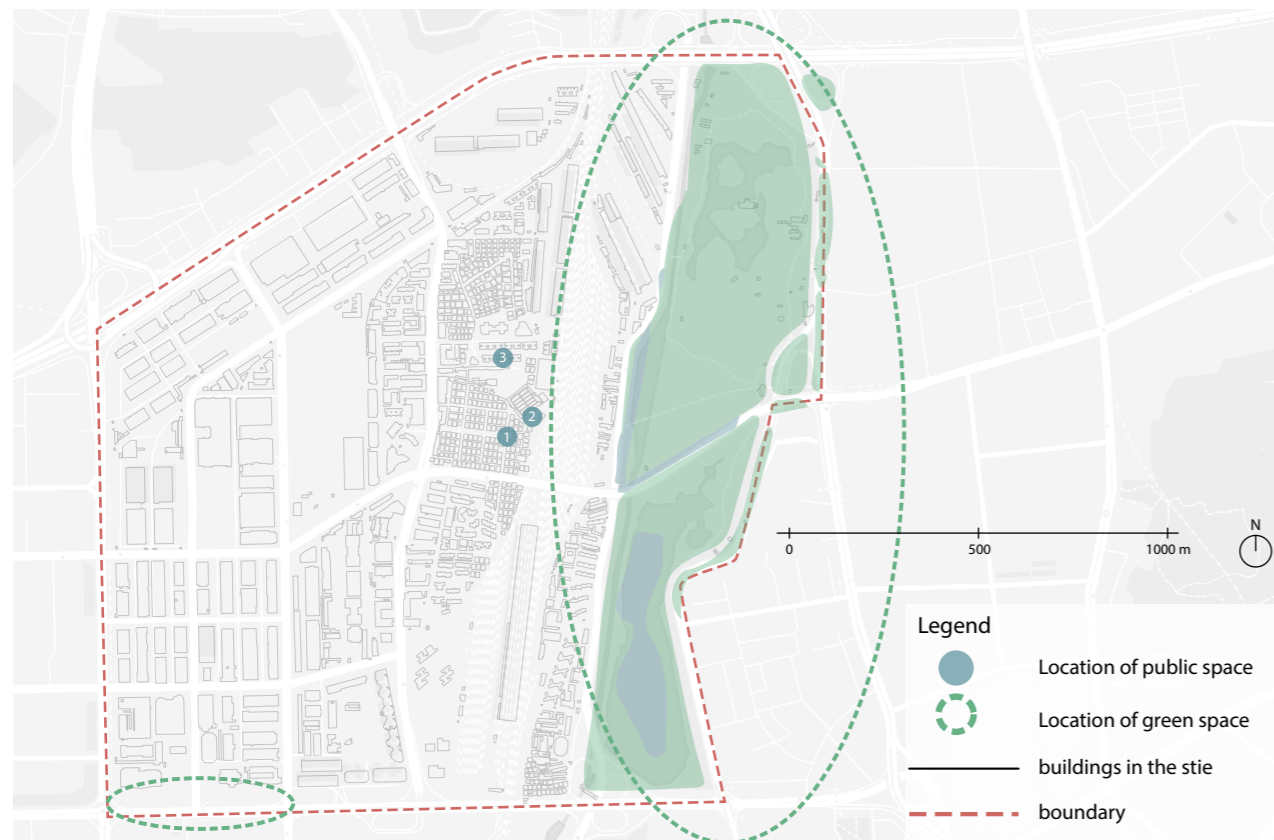 3
2
1
N
0
500
1000 m
Legend
Location of public space
Location of green space
buildings in the stie
boundary